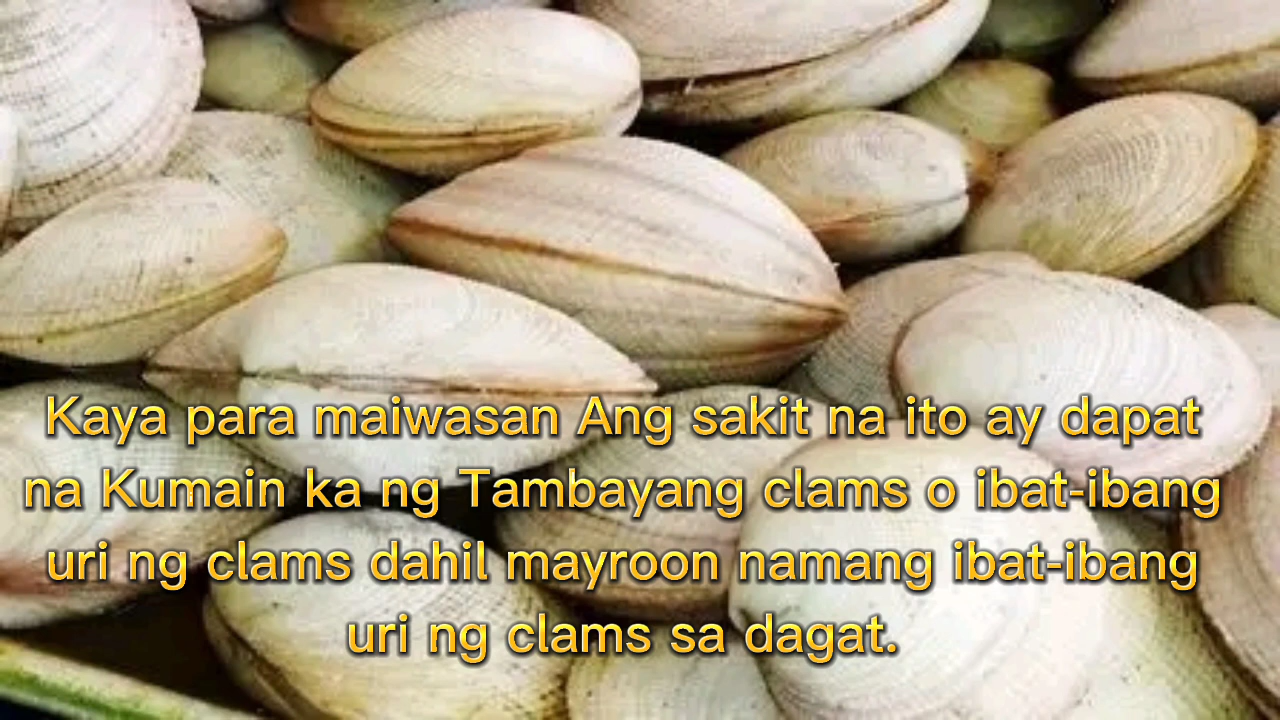 Kaya para maiwasan Ang sakit na ito ay dapat
na Kumain ka ng Tambayang clams o ibat-ibang
uri ng clams dahil mayroon namang ibat-ibang
uri ng clams sa dagat.